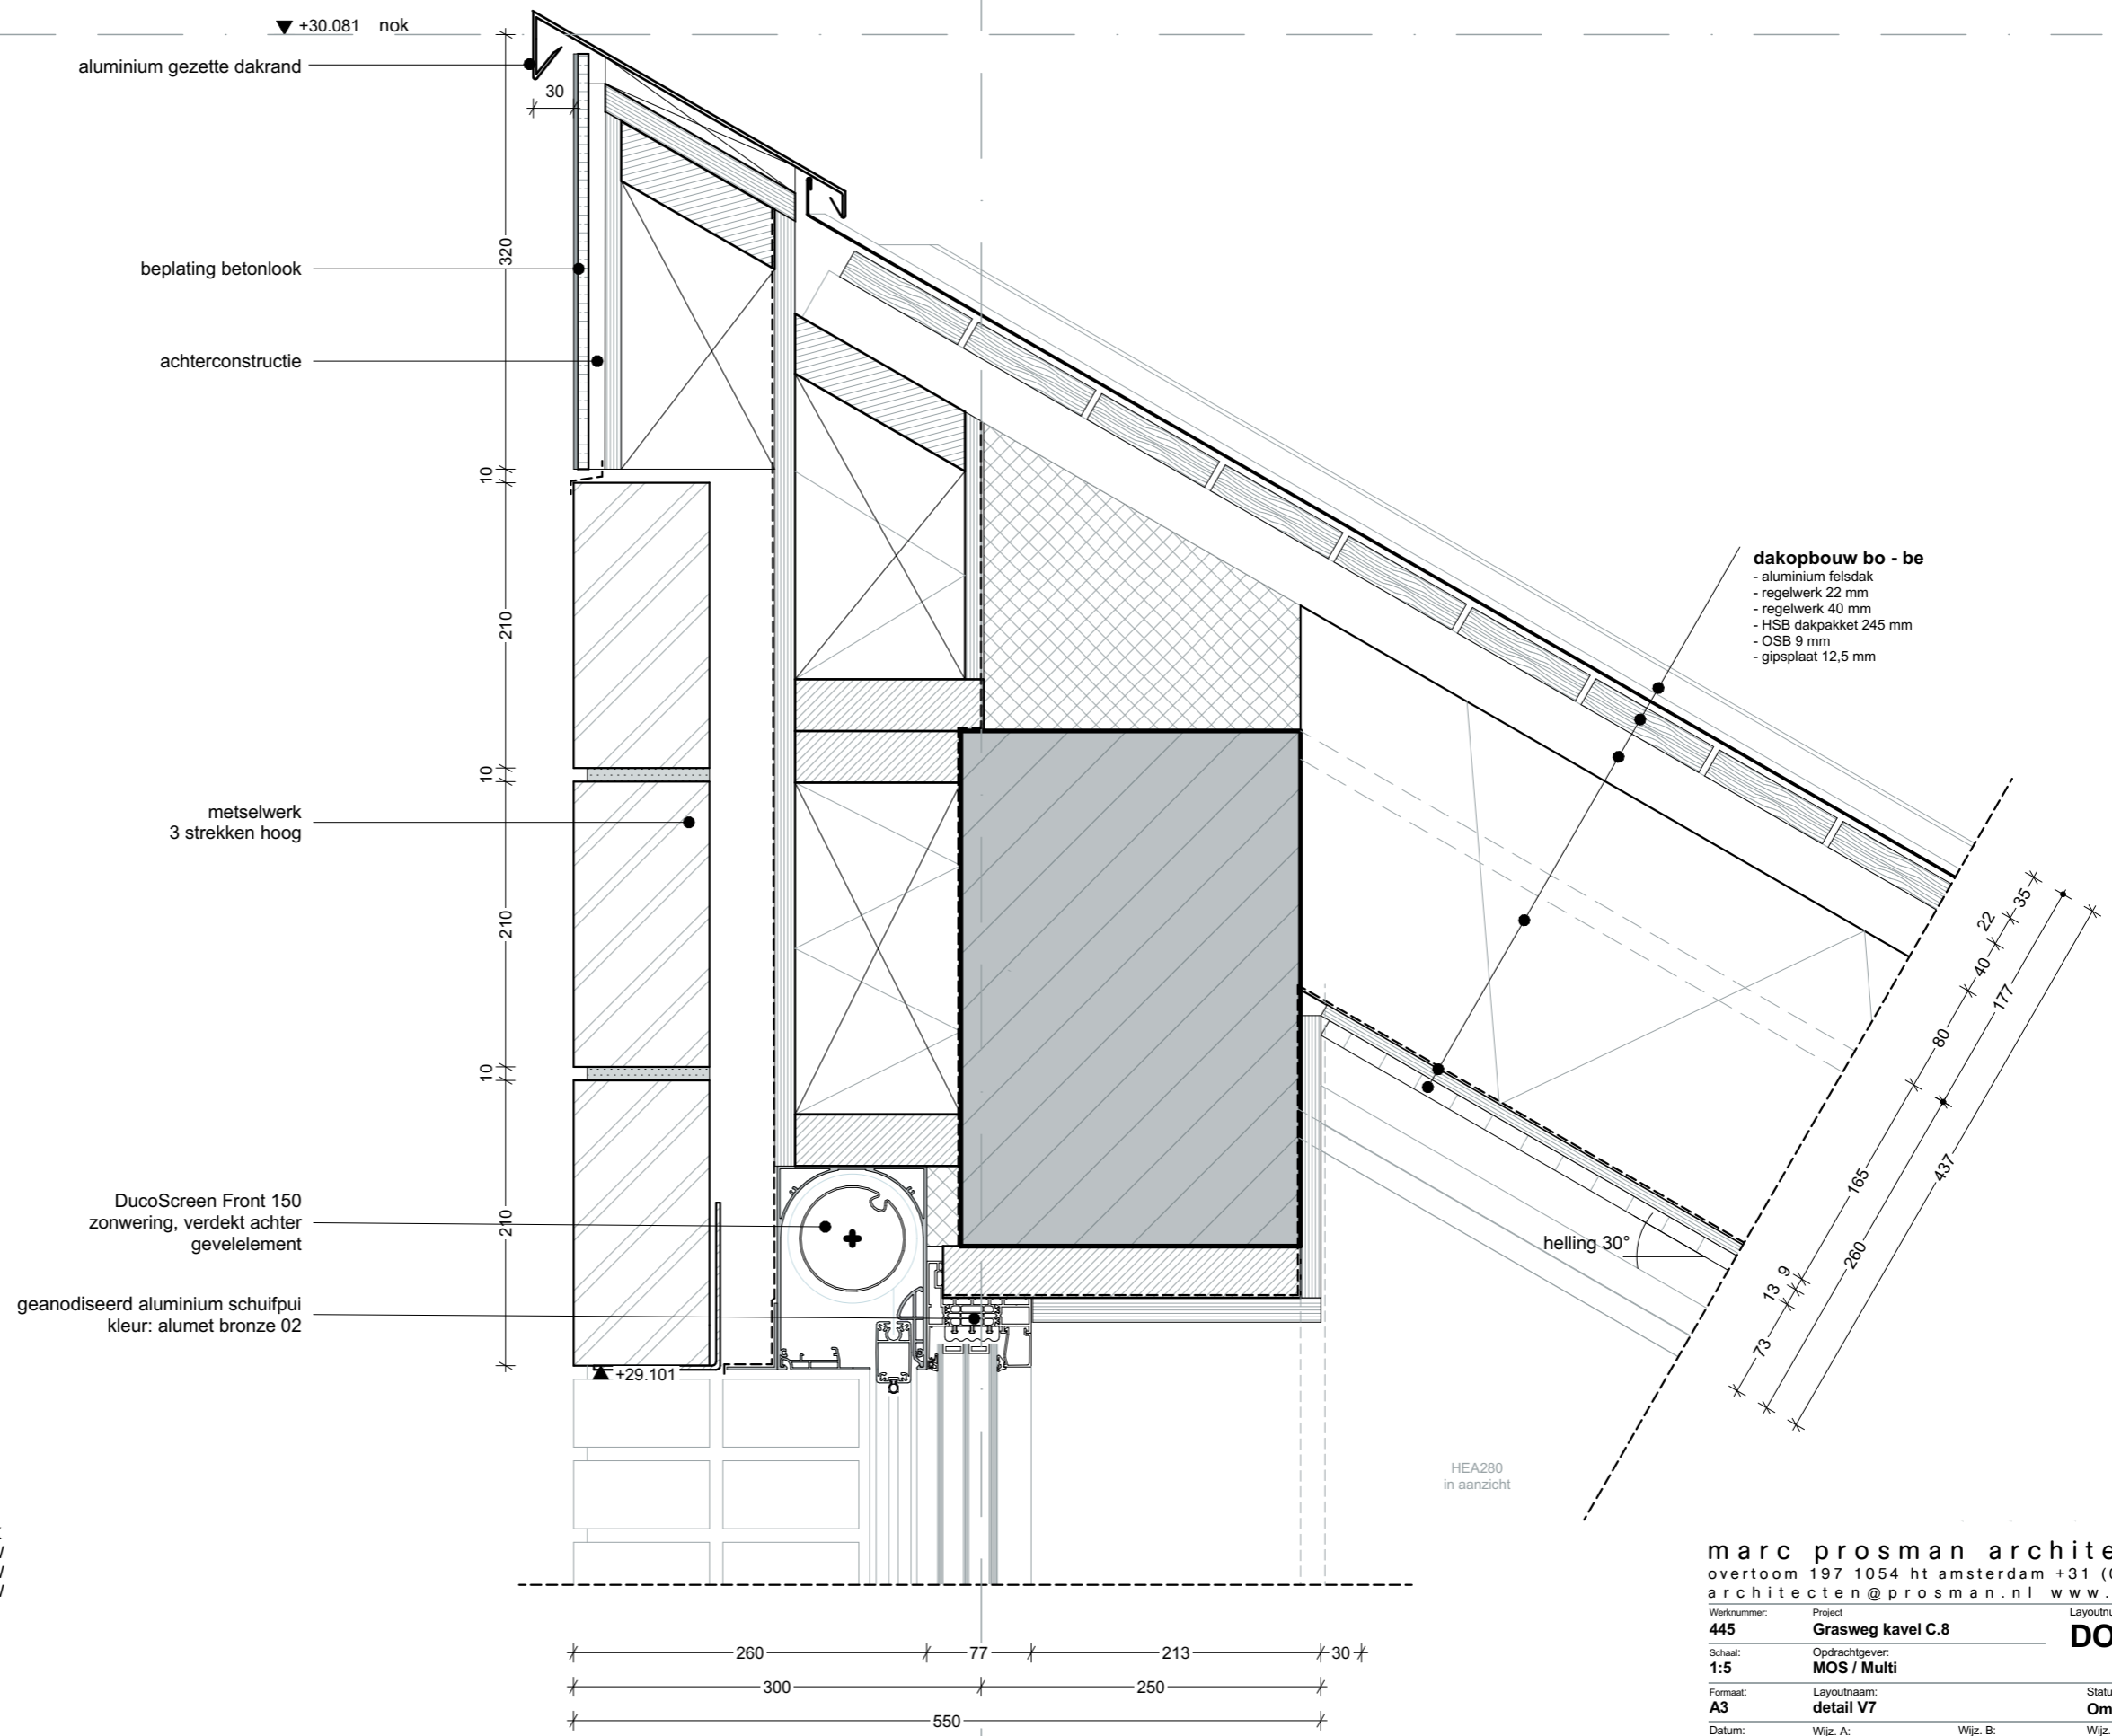 +30.081 nok
aluminium gezette dakrand
30
320
beplating betonlook
achterconstructie
10
210
10
metselwerk
3 strekken hoog
210
10
DucoScreen Front 150
zonwering, verdekt achter
gevelelement
210
geanodiseerd aluminium schuifpui
kleur: alumet bronze 02
+29.101
dakopbouw bo - be
- aluminium felsdak
- regelwerk 22 mm
- regelwerk 40 mm
- HSB dakpakket 245 mm
- OSB 9 mm
- gipsplaat 12,5 mm
35
22
40
177
80
437
165
260
9
13
73
helling 30°
HEA280
in aanzicht
260 77 213 30
300 250
550
marc prosman archite
overtoom 197 1054 ht amsterdam +31 (
architecten@prosman.nl www.
Werknummer: Project Layoutnu
445 Grasweg kavel C.8 DO
Schaal: Opdrachtgever:
1:5 MOS / Multi
Formaat: Layoutnaam: Statu
A3 detail V7 Om
Datum: Wijz. A: Wijz. B: Wijz.